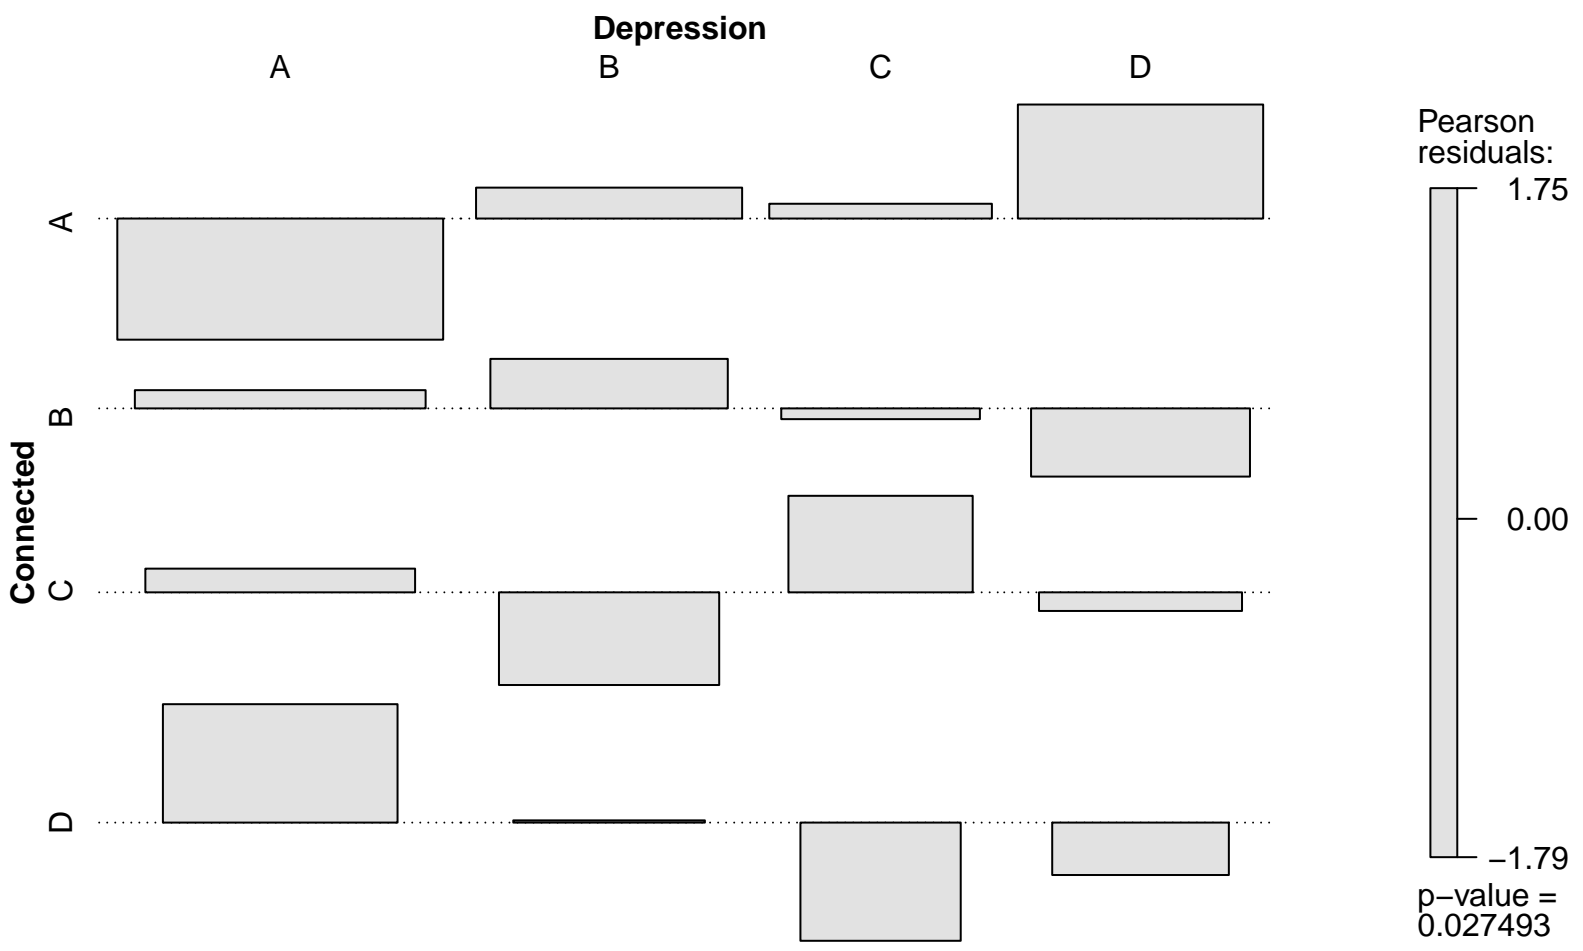 Depression
A B C D
Pearson
residuals:
1.75
A
B
Connected
0.00
C
D
−1.79
p−value =
0.027493